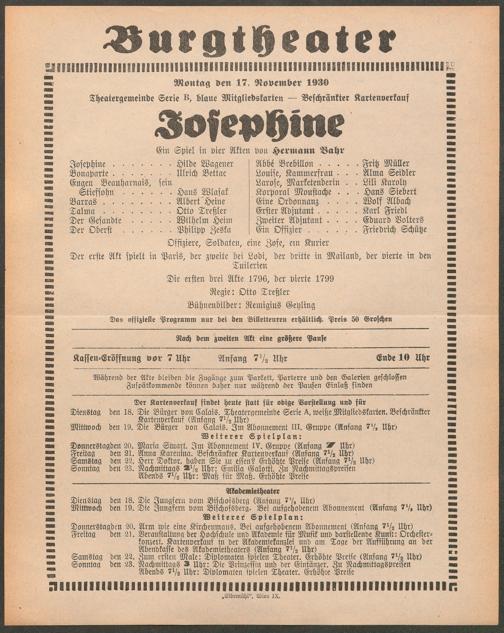 Burgtheater
Montag den 17. November 1930
Theatergemeinde Serie B, blaue Mitgliedskarten — Beschränkter Kartenverkauf
Josephine
Ein Spiel in vier Akten von Hermann Bahr
Josephine . . . . . . . Hilde Wagener
Bonaparte . . . . . . . Ulrich Bettac
Eugen Beauharnais, sein
Stiefsohn . . . . . . Hans Wlasak
Barras . . . . . . . . Albert Heine
Talma . . . . . . . . Otto Treßler
Der Gesandte . . . . . Wilhelm Heim
Der Oberst . . . . . . Philipp Zeska
Abbé Brebillon . . . . . Fritz Müller
Louise, Kammerfrau . . . Alma Seidler
Larose, Marketenderin . . Lili Karoly
Korporal Moustache . . . Hans Siebert
Eine Ordonnanz . . . . Wolf Albach
Erster Adjutant . . . . . Karl Friedl
Zweiter Adjutant . . . . Eduard Volters
Ein Offizier . . . . . . Friedrich Schütze
Offiziere, Soldaten, eine Zofe, ein Kurier
Der erste Akt spielt in Paris, der zweite bei Lodi, der dritte in Mailand, der vierte in den
Tuilerien
Die ersten drei Akte 1796, der vierte 1799
Regie: Otto Treßler
Bühnenbilder: Remigius Geyling
Das offizielle Programm nur bei den Billetteuren erhältlich. Preis 50 Groschen
Nach dem zweiten Akt eine größere Pause
Kassen-Eröffnung vor 7 Uhr Anfang 7½ Uhr Ende 10 Uhr
Während der Akte bleiben die Zugänge zum Parkett, Parterre und den Galerien geschlossen
Zuspätkommende können daher nur während der Pausen Einlaß finden
Der Kartenverkauf findet heute statt für obige Vorstellung und für
Dienstag den 18. Die Bürger von Calais. Theatergemeinde Serie A, weiße Mitgliedskarten. Beschränkter
Kartenverkauf (Anfang 7½ Uhr)
Mittwoch den 19. Die Bürger von Calais. Im Abonnement III. Gruppe (Anfang 7½ Uhr)
Weiterer Spielplan:
Donnerstag den 20. Maria Stuart. Im Abonnement IV. Gruppe (Anfang 7 Uhr)
Freitag den 21. Anna Karenina. Beschränkter Kartenverkauf (Anfang 7½ Uhr)
Samstag den 22. Herr Doktor, haben Sie zu essen? Erhöhte Preise (Anfang 7½ Uhr)
Sonntag den 23. Nachmittags 2½ Uhr: Emilia Galotti. Zu Nachmittagspreisen
Abends 7½ Uhr: Maß für Maß. Erhöhte Preise
Akademietheater
Dienstag den 18. Die Jungfern vom Bischofsberg (Anfang 7½ Uhr)
Mittwoch den 19. Die Jungfern vom Bischofsberg. Bei aufgehobenem Abonnement (Anfang 7½ Uhr)
Weiterer Spielplan:
Donnerstag den 20. Arm wie eine Kirchenmaus. Bei aufgehobenem Abonnement (Anfang 7½ Uhr)
Freitag den 21. Veranstaltung der Hochschule und Akademie für Musik und darstellende Kunst: Orchester-
konzert. Kartenverkauf in der Akademiekanzlei und am Tage der Aufführung an der
Abendkasse des Akademietheaters (Anfang 7½ Uhr)
Samstag den 22. Zum ersten Male: Diplomaten spielen Theater. Erhöhte Preise (Anfang 7½ Uhr)
Sonntag den 23. Nachmittags 3 Uhr: Die Prinzessin und der Eintänzer. Zu Nachmittagspreisen
Abends 7½ Uhr: Diplomaten spielen Theater. Erhöhte Preise
„Elbemühl", Wien IX.